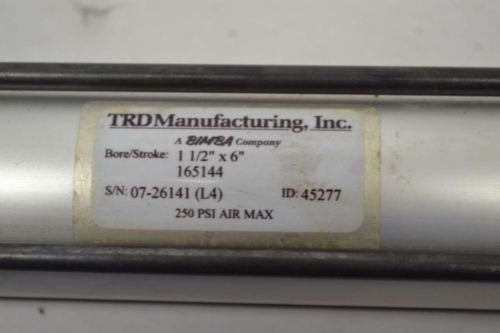 TRD Manufacturing, Inc.
A BIMBA Company
Bore/Stroke: 1 1/2" x 6"
165144
S/N: 07-26141 (L4) ID: 45277
250 PSI AIR MAX